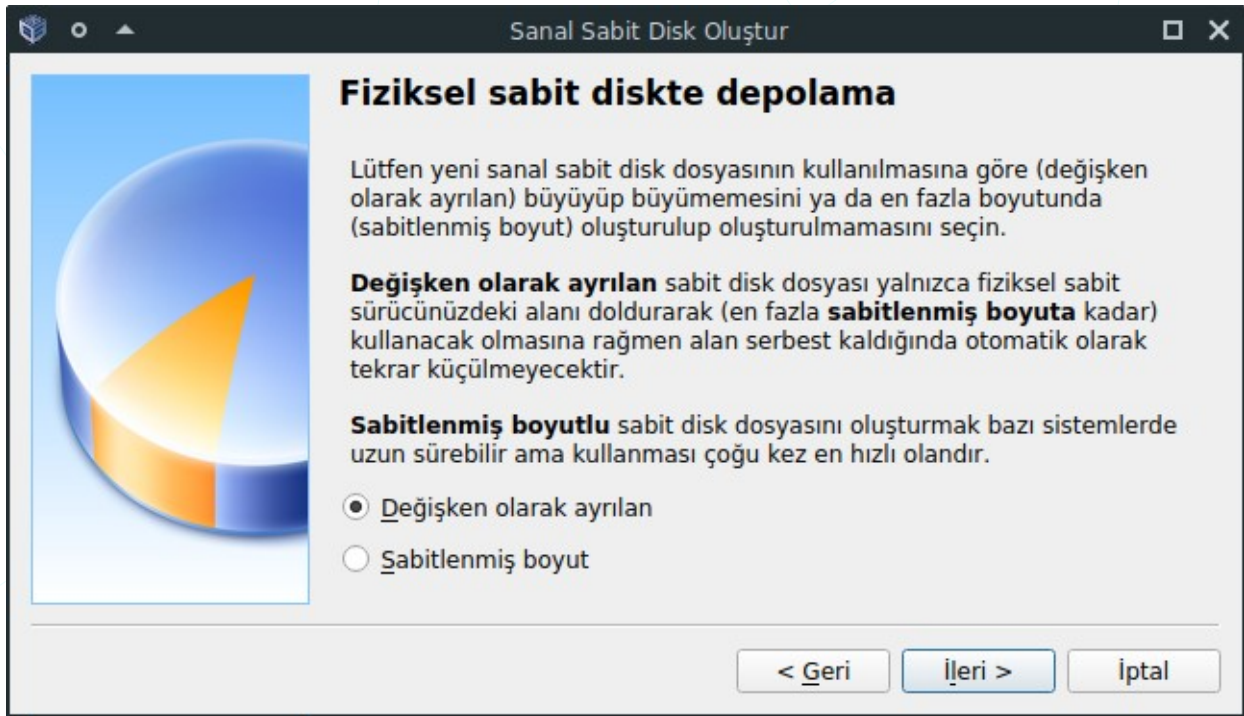 Sanal Sabit Disk Oluştur
Fiziksel sabit diskte depolama
Lütfen yeni sanal sabit disk dosyasının kullanılmasına göre (değişken
olarak ayrılan) büyüyüp büyümemesini ya da en fazla boyutunda
(sabitlenmiş boyut) oluşturulup oluşturulmamasını seçin.
Değişken olarak ayrılan sabit disk dosyası yalnızca fiziksel sabit
sürücünüzdeki alanı doldurarak (en fazla sabitlenmiş boyuta kadar)
kullanacak olmasına rağmen alan serbest kaldığında otomatik olarak
tekrar küçülmeyecektir.
Sabitlenmiş boyutlu sabit disk dosyasını oluşturmak bazı sistemlerde
uzun sürebilir ama kullanması çoğu kez en hızlı olandır.
Değişken olarak ayrılan
Sabitlenmiş boyut
< Geri İleri > İptal